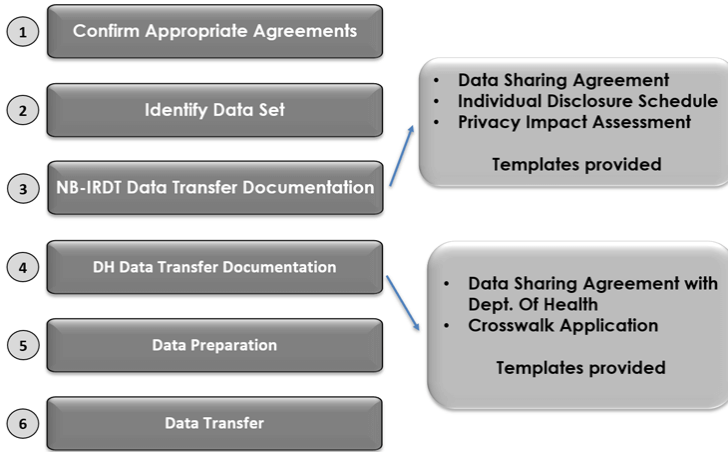 1
Confirm Appropriate Agreements
2
Identify Data Set
3
NB-IRDT Data Transfer Documentation
• Data Sharing Agreement
• Individual Disclosure Schedule
• Privacy Impact Assessment
Templates provided
4
DH Data Transfer Documentation
• Data Sharing Agreement with
Dept. Of Health
• Crosswalk Application
Templates provided
5
Data Preparation
6
Data Transfer